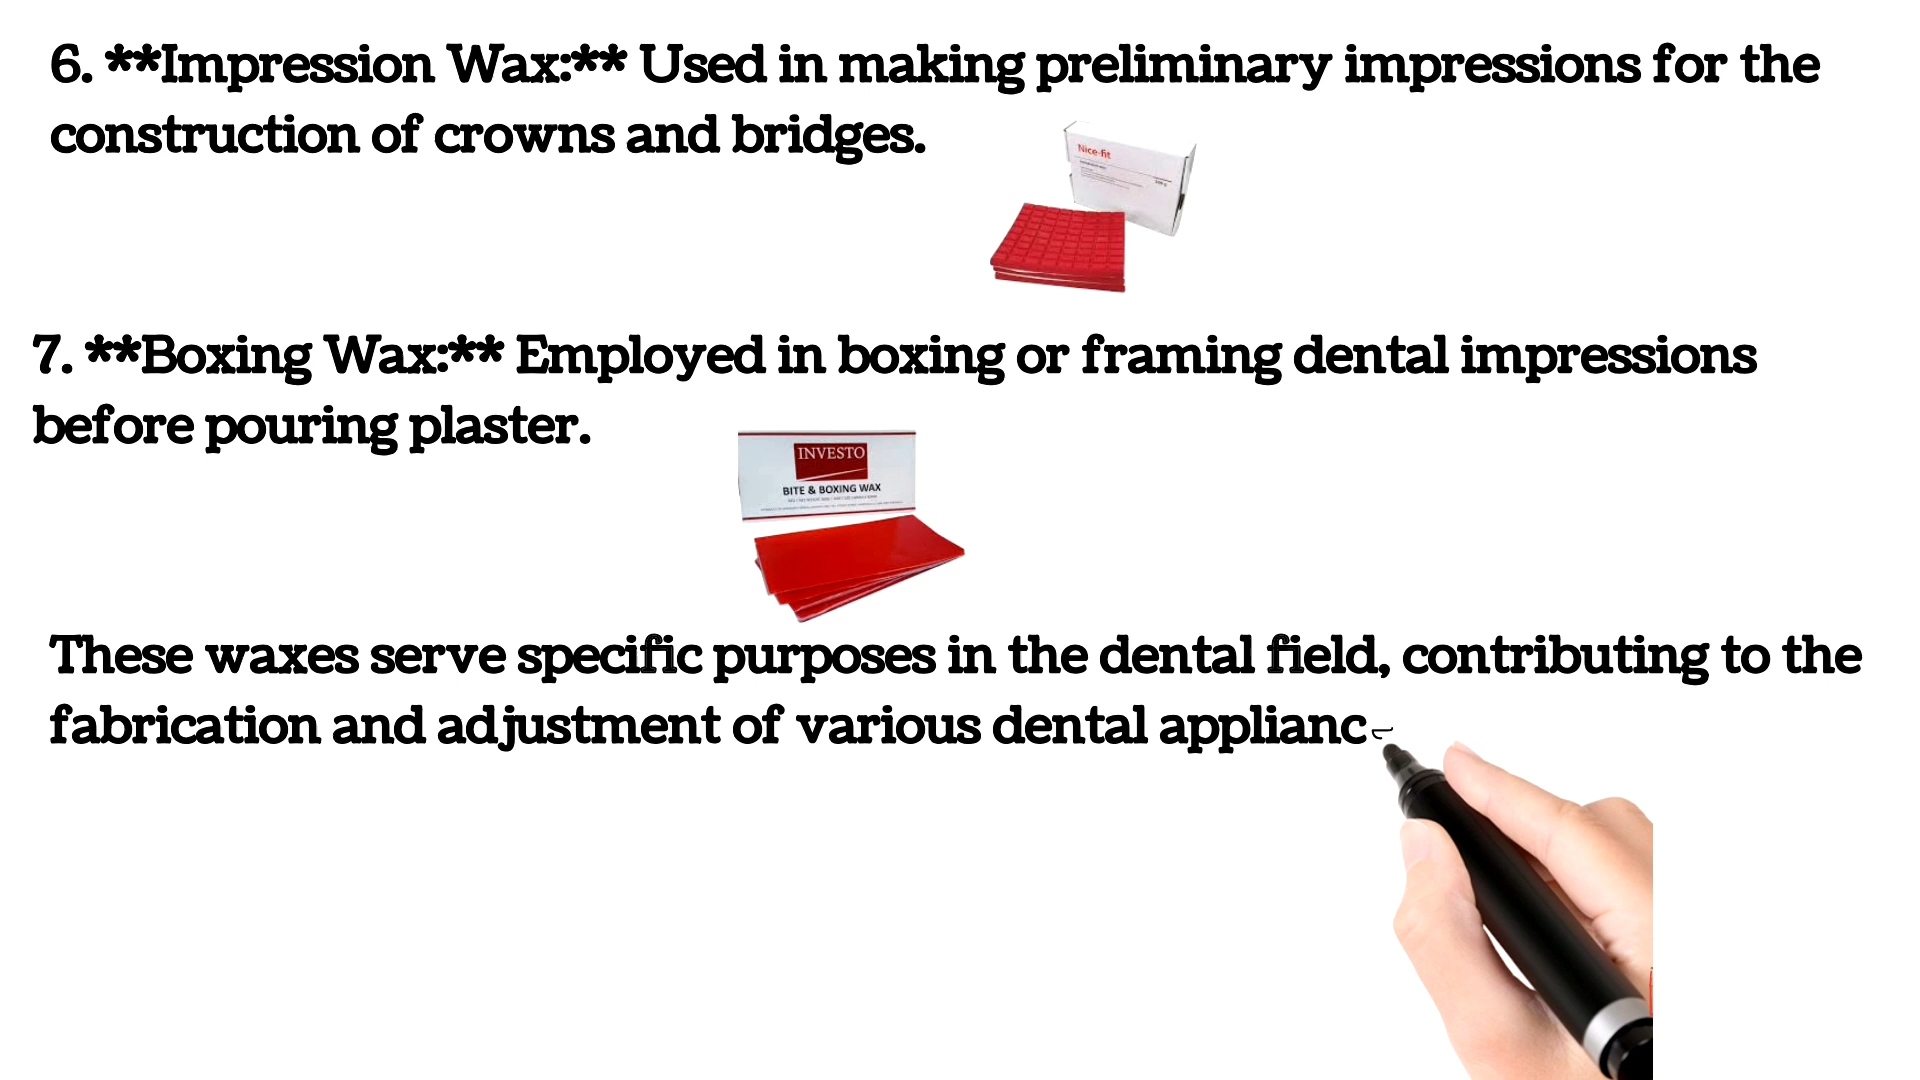 6. **Impression Wax:** Used in making preliminary impressions for the
construction of crowns and bridges.
Nice-fit
7. **Boxing Wax:** Employed in boxing or framing dental impressions
before pouring plaster.
INVESTO
BITE & BOXING WAX
These waxes serve specific purposes in the dental field, contributing to the
fabrication and adjustment of various dental applianc